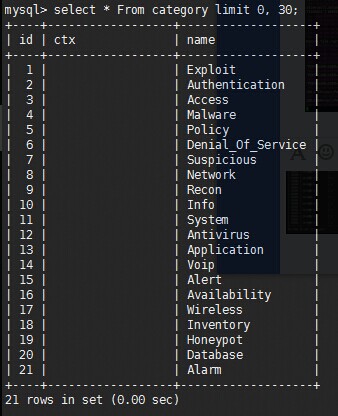 mysql> select * From category limit 0, 30;
+----+------------------+-------------------+
| id | ctx              | name              |
+----+------------------+-------------------+
|  1 |                  | Exploit           |
|  2 |                  | Authentication    |
|  3 |                  | Access            |
|  4 |                  | Malware           |
|  5 |                  | Policy            |
|  6 |                  | Denial_Of_Service |
|  7 |                  | Suspicious        |
|  8 |                  | Network           |
|  9 |                  | Recon             |
| 10 |                  | Info              |
| 11 |                  | System            |
| 12 |                  | Antivirus         |
| 13 |                  | Application       |
| 14 |                  | Voip              |
| 15 |                  | Alert             |
| 16 |                  | Availability      |
| 17 |                  | Wireless          |
| 18 |                  | Inventory         |
| 19 |                  | Honeypot          |
| 20 |                  | Database          |
| 21 |                  | Alarm             |
+----+------------------+-------------------+
21 rows in set (0.00 sec)